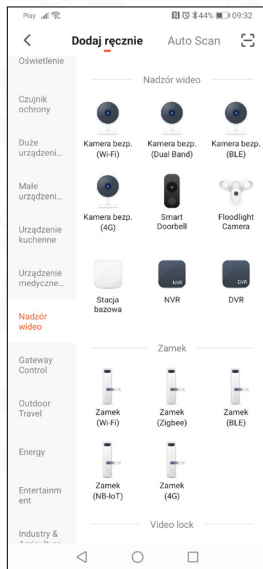 Play
44%
09:32
Dodaj ręcznie
Auto Scan
Oświetlenie
Czujnik
ochrony
Duże
urządzeni...
Małe
urządzeni...
Urządzenie
kuchenne
Urządzenie
medyczne...
Nadzór
wideo
Gateway
Control
Outdoor
Travel
Energy
Entertainm
ent
Industry &
Nadzór wideo
Kamera bezp.
(Wi-Fi)
Kamera bezp.
(Dual Band)
Kamera bezp.
(BLE)
Kamera bezp.
(4G)
Smart
Doorbell
Floodlight
Camera
Stacja
bazowa
NVR
NVR
DVR
DVR
Zamek
Zamek
(Wi-Fi)
Zamek
(Zigbee)
Zamek
(BLE)
Zamek
(NB-IoT)
Zamek
(4G)
Video lock